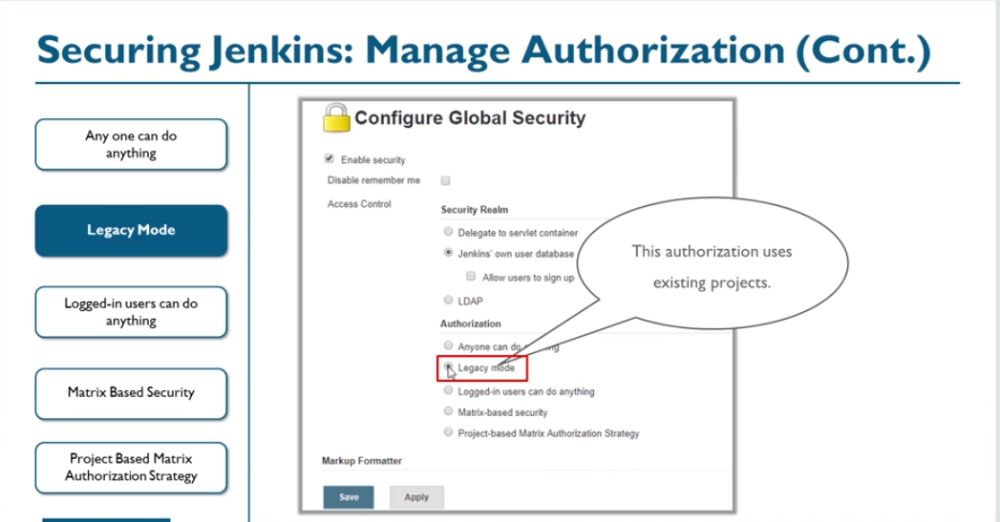 Securing Jenkins: Manage Authorization (Cont.)
Any one can do
anything
Legacy Mode
Logged-in users can do
anything
Matrix Based Security
Project Based Matrix
Authorization Strategy
Configure Global Security
Enable security
Disable remember me
Access Control
Security Realm
Delegate to servlet container
Jenkins' own user database
Allow users to sign up
LDAP
Authorization
Anyone can do
Legacy mode
Logged-in users can do anything
Matrix-based security
Project-based Matrix Authorization Strategy
Markup Formatter
Save
Apply
This authorization uses
existing projects.